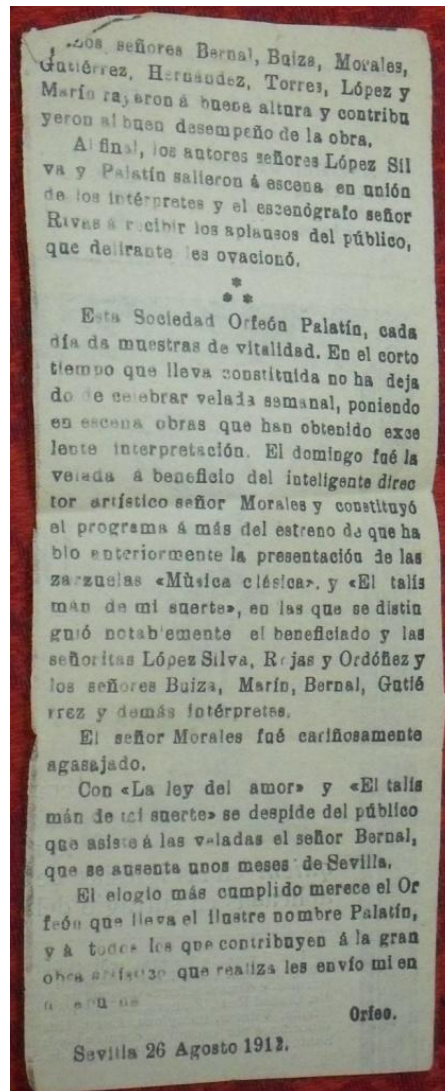 Los señores Bernal, Buiza, Morales,
Gutiérrez, Hernández, Torres, López y
Marín rayaron á buena altura y contribu
yeron al buen desempeño de la obra.
Al final, los autores señores López Sil
va y Palatín salieron á escena en unión
de los intérpretes y el escenógrafo señor
Rivas á recibir los aplausos del público,
que delirante les ovacionó.
*
* *
Esta Sociedad Orfeón Palatín, cada
día da muestras de vitalidad. En el corto
tiempo que lleva constituida no ha deja
do de celebrar velada semanal, poniendo
en escena obras que han obtenido exce
lente interpretación. El domingo fué la
velada á beneficio del inteligente direc
tor artístico señor Morales y constituyó
el programa á más del estreno de que ha
blo anteriormente la presentación de las
zarzuelas «Música clásica», y «El talis
mán de mi suerte», en las que se distin
guió notablemente el beneficiado y las
señoritas López Silva, Rojas y Ordóñez y
los señores Buiza, Marín, Bernal, Gutié
rrez y demás intérpretes.
El señor Morales fué cariñosamente
agasajado.
Con «La ley del amor» y «El talis
mán de mi suerte» se despide del público
que asiste á las veladas el señor Bernal,
que se ausenta unos meses de Sevilla.
El elogio más cumplido merece el Or
feón que lleva el ilustre nombre Palatín,
y á todos los que contribuyen á la gran
obra artística que realiza les envío mi en
Orfeo.
Sevilla 26 Agosto 1912.